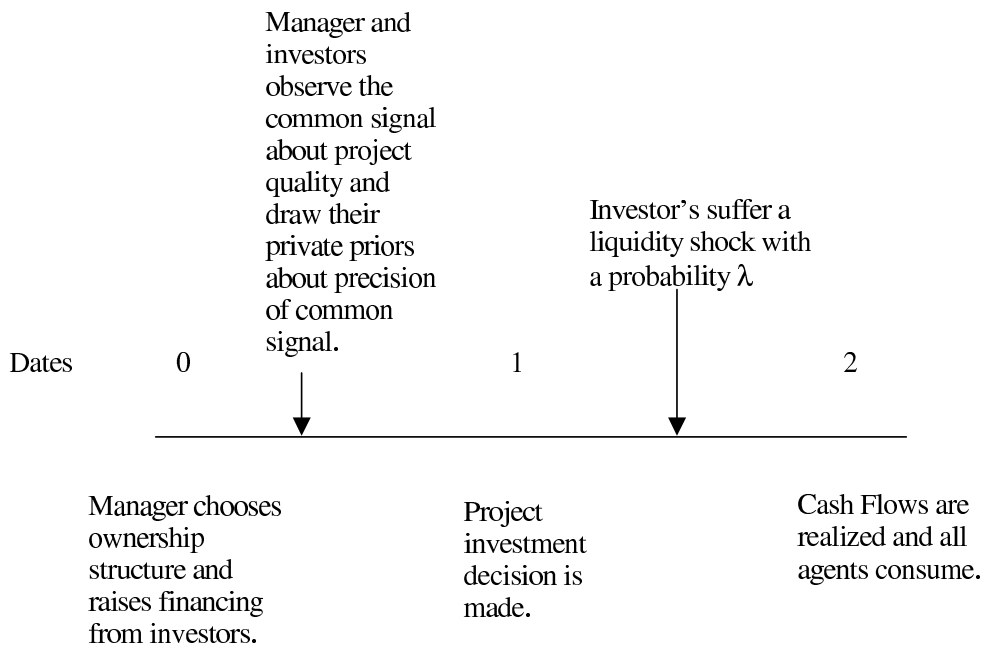 Manager and
investors
observe the
common signal
about project
quality and
draw their
private priors
about precision
of common
signal.
Investor's suffer a
liquidity shock with
a probability λ
Dates 0 1 2
Manager chooses
ownership
structure and
raises financing
from investors.
Project
investment
decision is
made.
Cash Flows are
realized and all
agents consume.